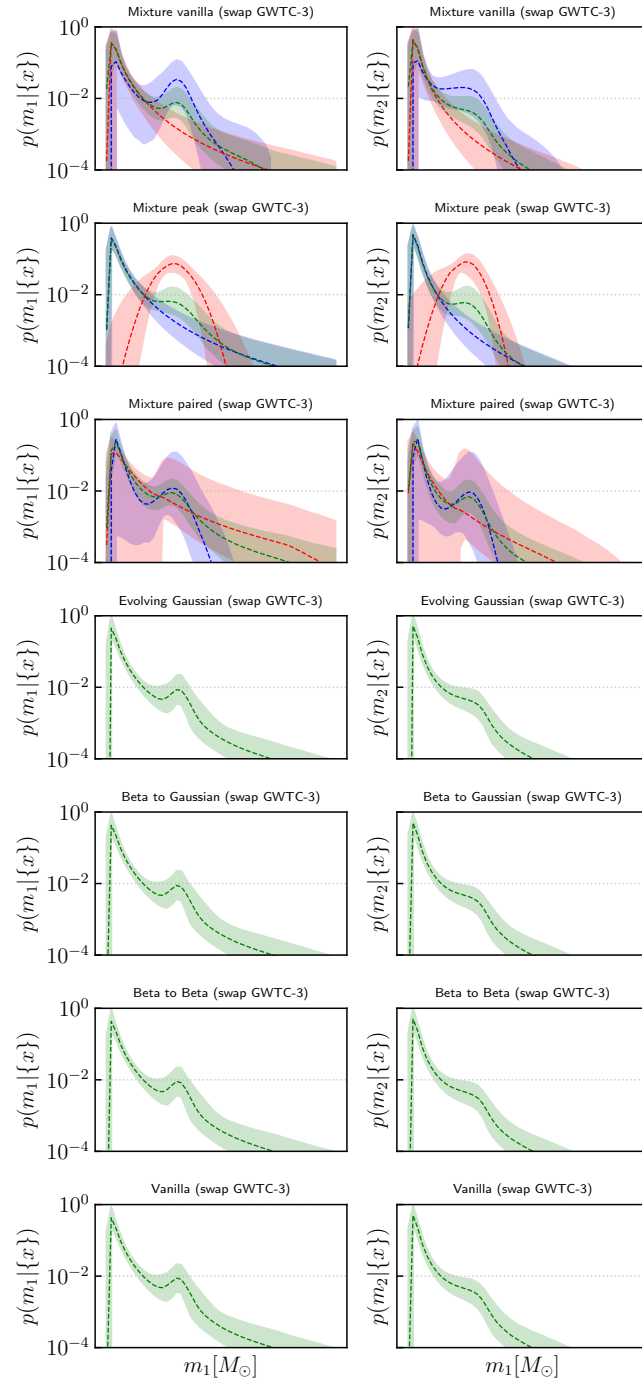 Mixture vanilla (swap GWTC-3)
Mixture vanilla (swap GWTC-3)
10^0
10^{-2}
10^{-4}
p(m_1|\{x\})
p(m_2|\{x\})
Mixture peak (swap GWTC-3)
Mixture peak (swap GWTC-3)
10^0
10^{-2}
10^{-4}
p(m_1|\{x\})
p(m_2|\{x\})
Mixture paired (swap GWTC-3)
Mixture paired (swap GWTC-3)
10^0
10^{-2}
10^{-4}
p(m_1|\{x\})
p(m_2|\{x\})
Evolving Gaussian (swap GWTC-3)
Evolving Gaussian (swap GWTC-3)
10^0
10^{-2}
10^{-4}
p(m_1|\{x\})
p(m_2|\{x\})
Beta to Gaussian (swap GWTC-3)
Beta to Gaussian (swap GWTC-3)
10^0
10^{-2}
10^{-4}
p(m_1|\{x\})
p(m_2|\{x\})
Beta to Beta (swap GWTC-3)
Beta to Beta (swap GWTC-3)
10^0
10^{-2}
10^{-4}
p(m_1|\{x\})
p(m_2|\{x\})
Vanilla (swap GWTC-3)
Vanilla (swap GWTC-3)
10^0
10^{-2}
10^{-4}
p(m_1|\{x\})
p(m_2|\{x\})
m_1[M_⊙]
m_1[M_⊙]